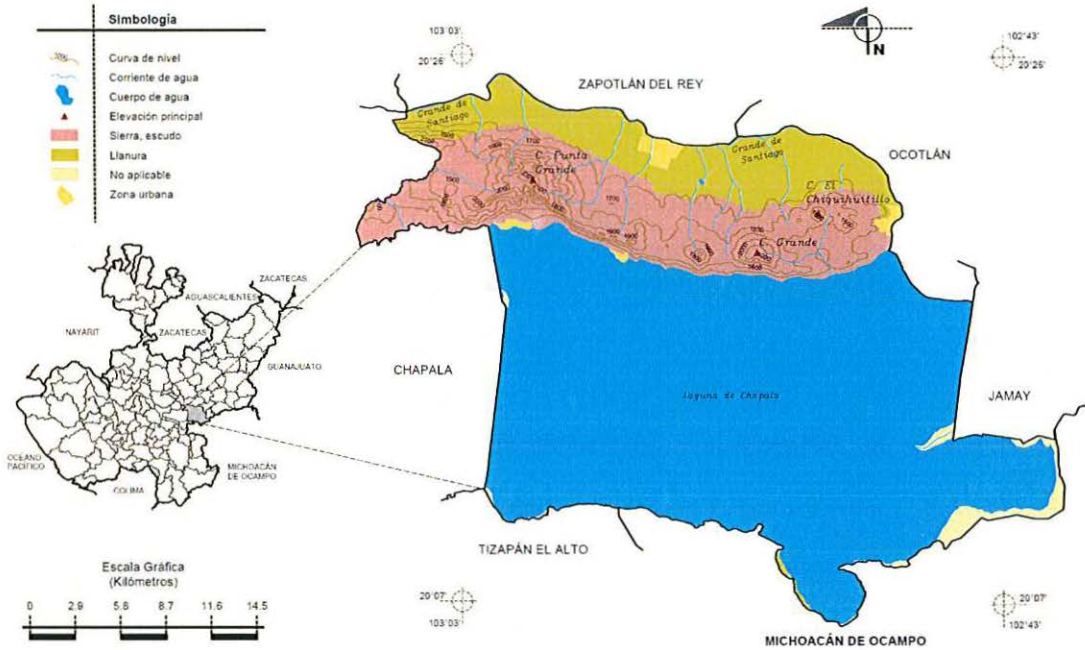 Simbología
Curva de nivel
Corriente de agua
Cuerpo de agua
Elevación principal
Sierra, escudo
Llanura
No aplicable
Zona urbana
103°03'
20°26'
N
102°43'
20°26'
ZAPOTLÁN DEL REY
OCOTLÁN
Grande de
Santiago
Grande de
Santiago
C. Punta
Grande
C. El
Chiquihuitillo
C. Grande
CHAPALA
laguna de Chapala
JAMAY
TIZAPÁN EL ALTO
MICHOACÁN DE OCAMPO
ZACATECAS
AGUASCALIENTES
NAYARIT
ZACATECAS
GUANAJUATO
OCÉANO
PACÍFICO
COLIMA
MICHOACÁN
DE OCAMPO
Escala Gráfica
(Kilómetros)
0 2.9 5.8 8.7 11.6 14.5
20°07'
103°03'
20°07'
102°43'